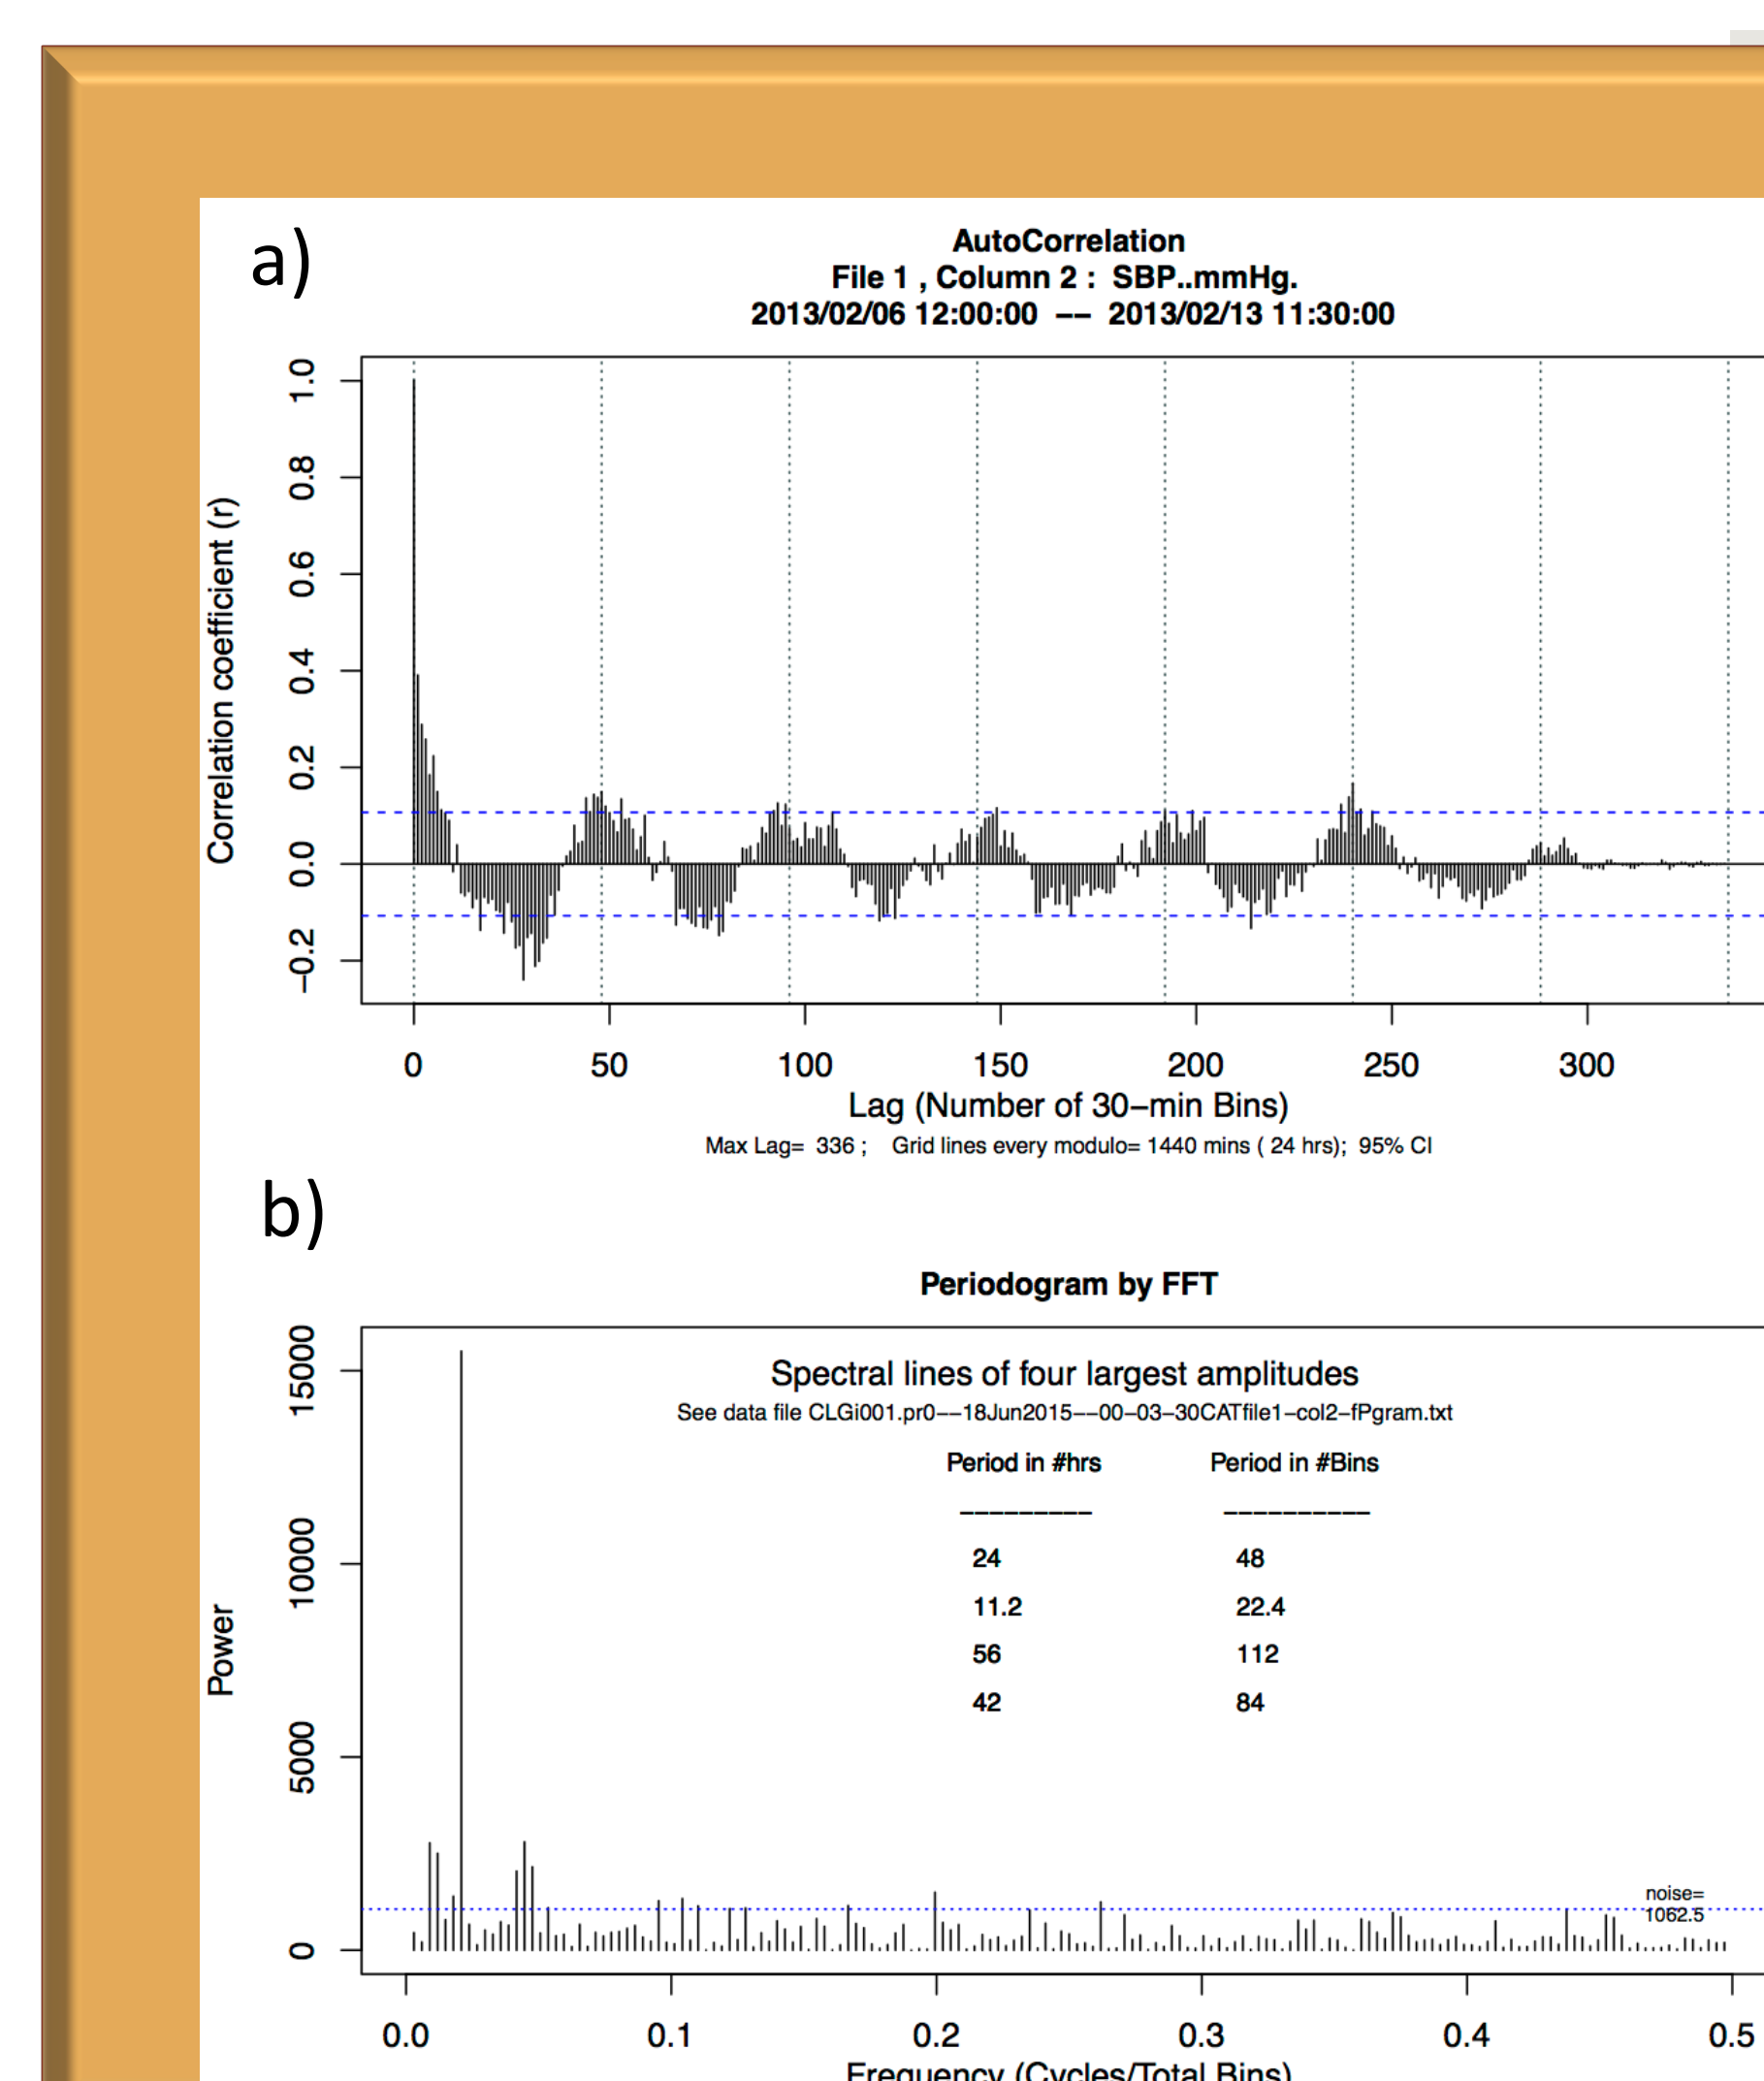 a)
AutoCorrelation
File 1 , Column 2 :  SBP..mmHg.
2013/02/06 12:00:00  −−  2013/02/13 11:30:00
Correlation coefficient (r)
1.0
0.8
0.6
0.4
0.2
0.0
−0.2
0 50 100 150 200 250 300
Lag (Number of 30−min Bins)
Max Lag=  336 ;    Grid lines every modulo= 1440 mins ( 24 hrs);  95% CI
b)
Periodogram by FFT
Power
15000
10000
5000
0
Spectral lines of four largest amplitudes
See data file CLGi001.pr0−−18Jun2015−−00−03−30CATfile1−col2−fPgram.txt
Period in #hrs Period in #Bins
−−−−−−−−− −−−−−−−−−−
24 48
11.2 22.4
56 112
42 84
noise=
1062.5
0.0 0.1 0.2 0.3 0.4 0.5
Frequency (Cycles/Total Bins)